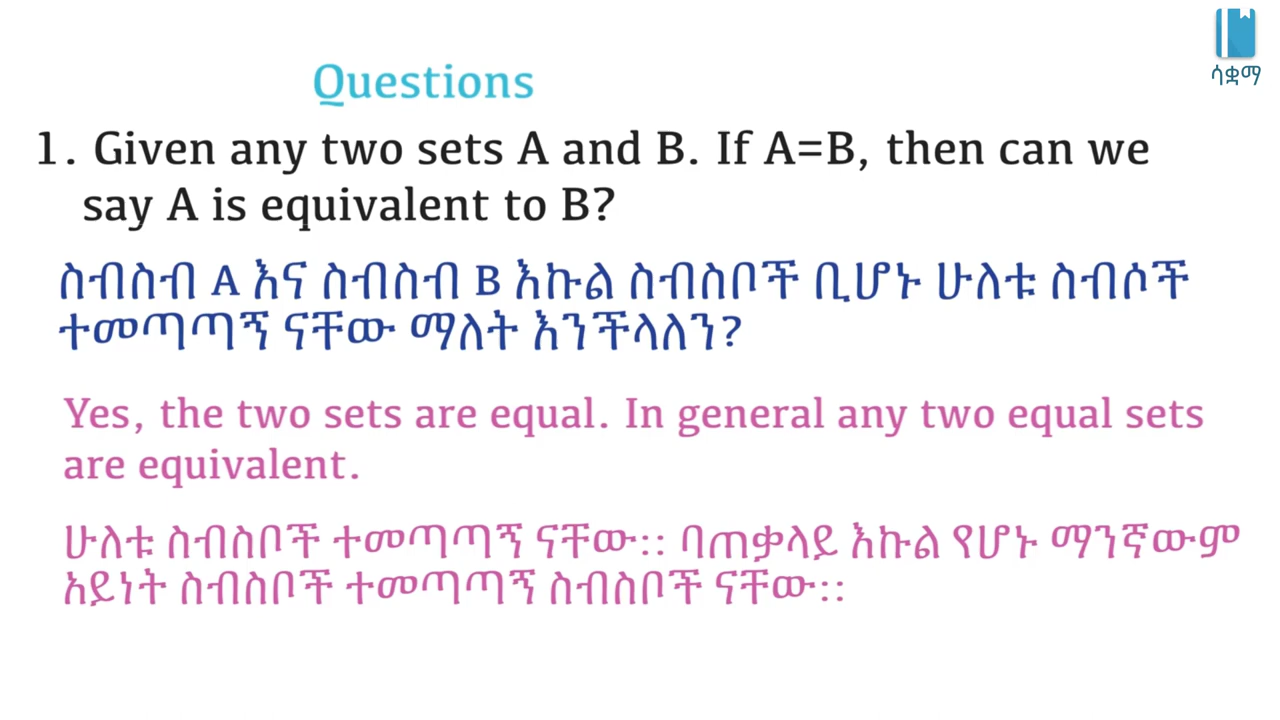 ሳቋማ
Questions
1. Given any two sets A and B. If A=B, then can we
say A is equivalent to B?
ስብስብ A እና ስብስብ B እኩል ስብስቦች ቢሆኑ ሁለቱ ስብሶች
ተመጣጣኝ ናቸው ማለት እንችላለን?
Yes, the two sets are equal. In general any two equal sets
are equivalent.
ሁለቱ ስብስቦች ተመጣጣኝ ናቸው፡፡ ባጠቃላይ እኩል የሆኑ ማንኛውም
አይነት ስብስቦች ተመጣጣኝ ስብስቦች ናቸው፡፡